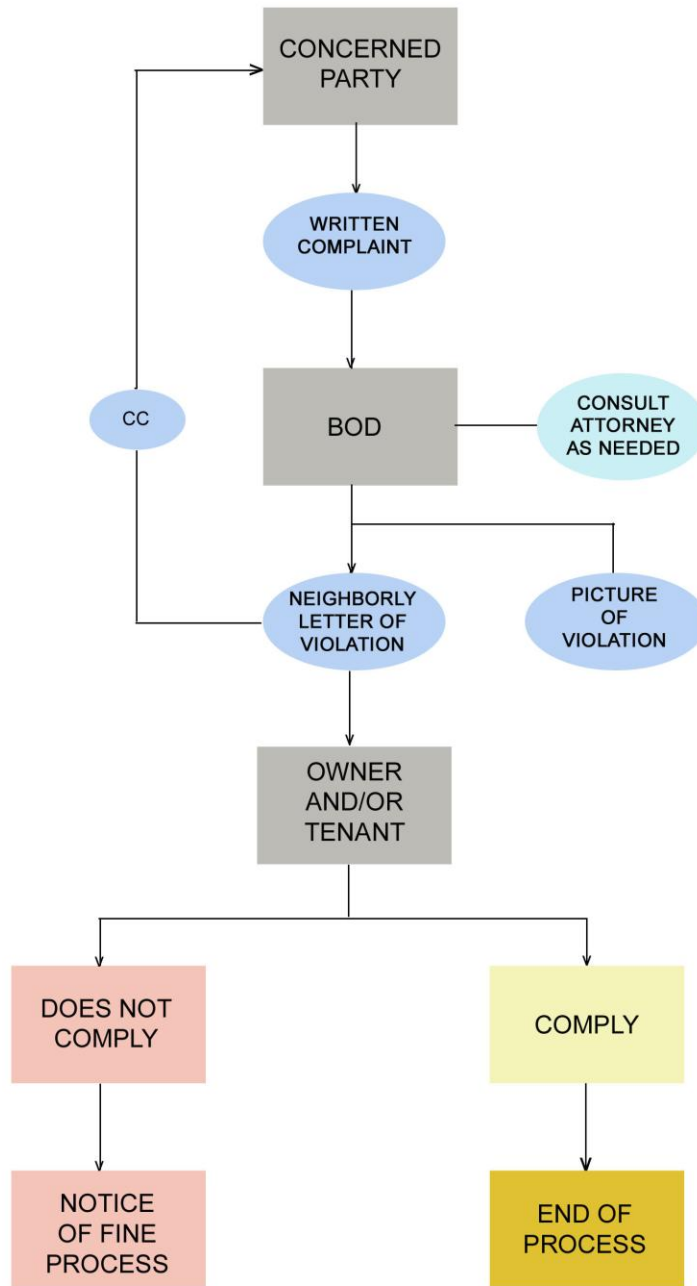 CONCERNED
PARTY
WRITTEN
COMPLAINT
CC
BOD
CONSULT
ATTORNEY
AS NEEDED
NEIGHBORLY
LETTER OF
VIOLATION
PICTURE
OF
VIOLATION
OWNER
AND/OR
TENANT
DOES NOT
COMPLY
COMPLY
NOTICE
OF FINE
PROCESS
END OF
PROCESS